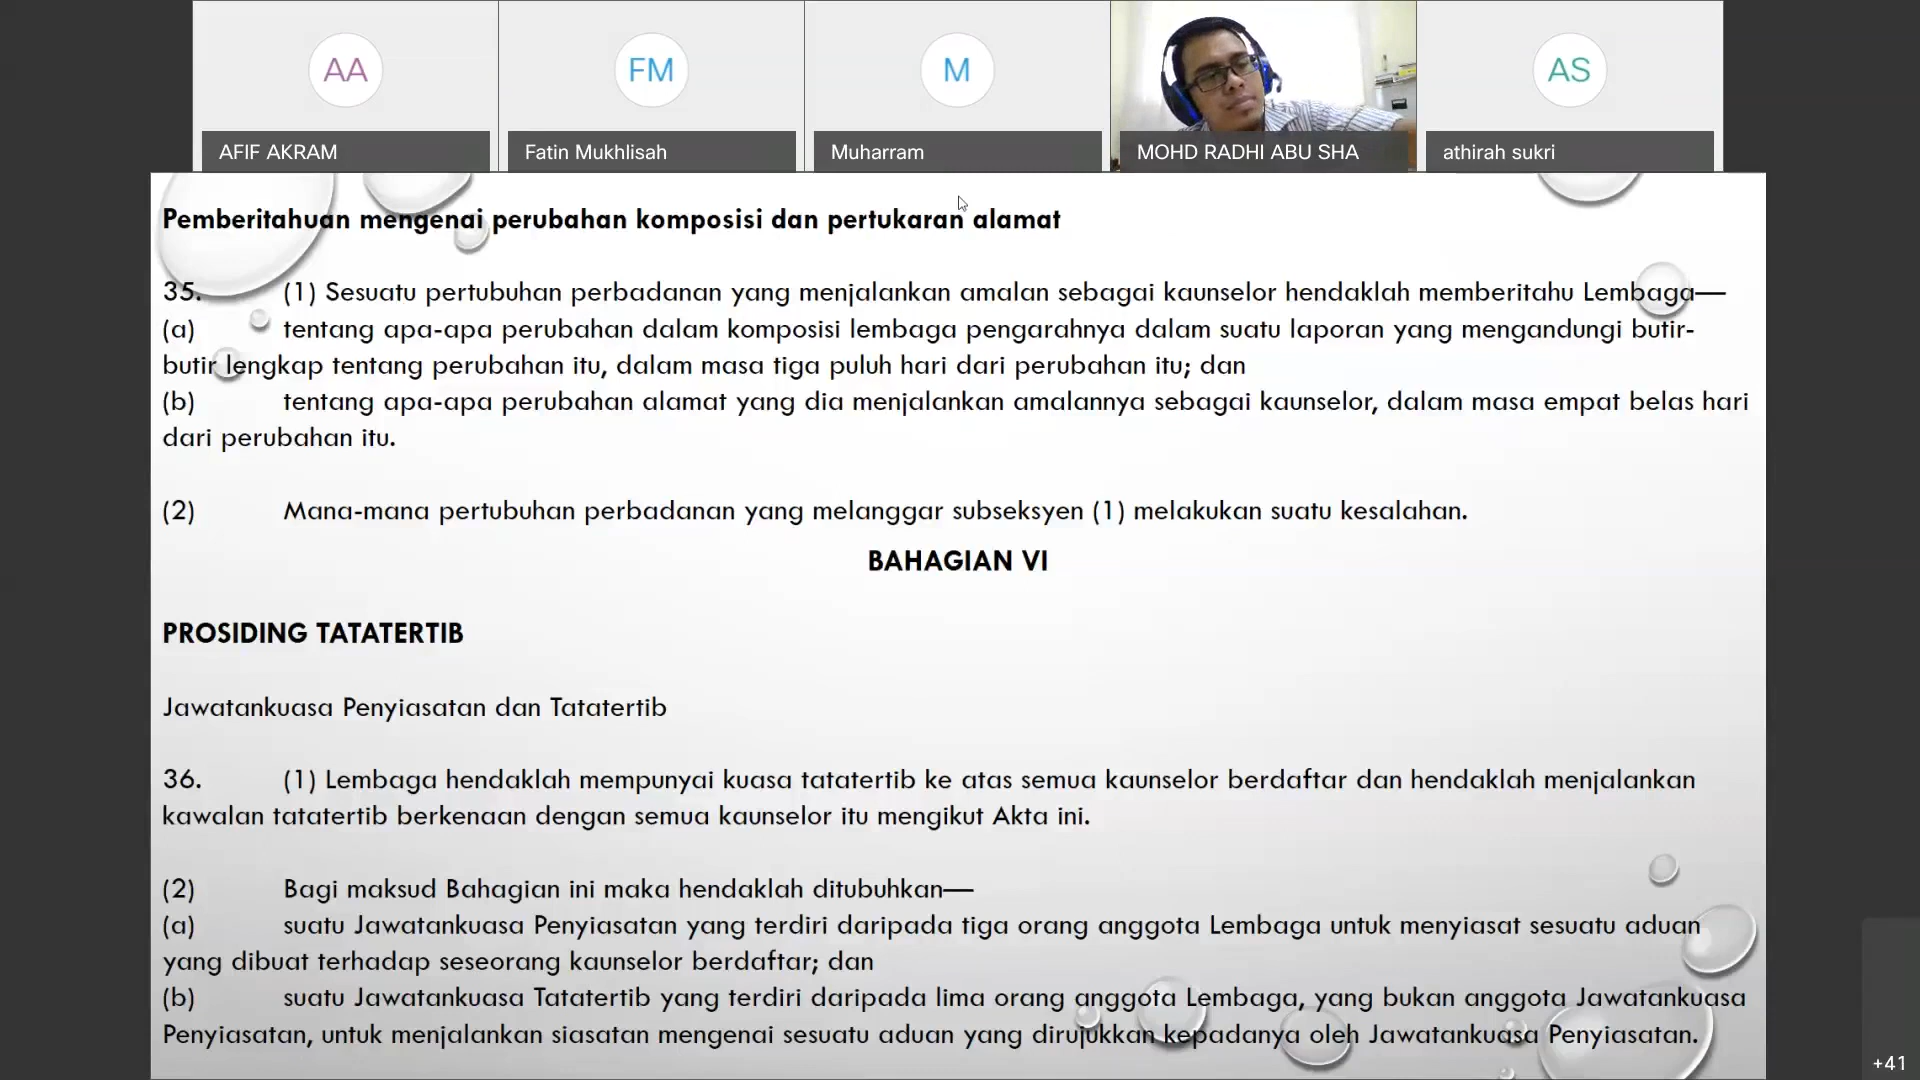 AA
FM
M
AS
AFIF AKRAM
Fatin Mukhlisah
Muharram
MOHD RADHI ABU SHA
athirah sukri
Pemberitahuan mengenai perubahan komposisi dan pertukaran alamat
35. (1) Sesuatu pertubuhan perbadanan yang menjalankan amalan sebagai kaunselor hendaklah memberitahu Lembaga—
(a) tentang apa-apa perubahan dalam komposisi lembaga pengarahnya dalam suatu laporan yang mengandungi butir-
butir lengkap tentang perubahan itu, dalam masa tiga puluh hari dari perubahan itu; dan
(b) tentang apa-apa perubahan alamat yang dia menjalankan amalannya sebagai kaunselor, dalam masa empat belas hari
dari perubahan itu.
(2) Mana-mana pertubuhan perbadanan yang melanggar subseksyen (1) melakukan suatu kesalahan.
BAHAGIAN VI
PROSIDING TATATERTIB
Jawatankuasa Penyiasatan dan Tatatertib
36. (1) Lembaga hendaklah mempunyai kuasa tatatertib ke atas semua kaunselor berdaftar dan hendaklah menjalankan
kawalan tatatertib berkenaan dengan semua kaunselor itu mengikut Akta ini.
(2) Bagi maksud Bahagian ini maka hendaklah ditubuhkan—
(a) suatu Jawatankuasa Penyiasatan yang terdiri daripada tiga orang anggota Lembaga untuk menyiasat sesuatu aduan
yang dibuat terhadap seseorang kaunselor berdaftar; dan
(b) suatu Jawatankuasa Tatatertib yang terdiri daripada lima orang anggota Lembaga, yang bukan anggota Jawatankuasa
Penyiasatan, untuk menjalankan siasatan mengenai sesuatu aduan yang dirujukkan kepadanya oleh Jawatankuasa Penyiasatan.
+41